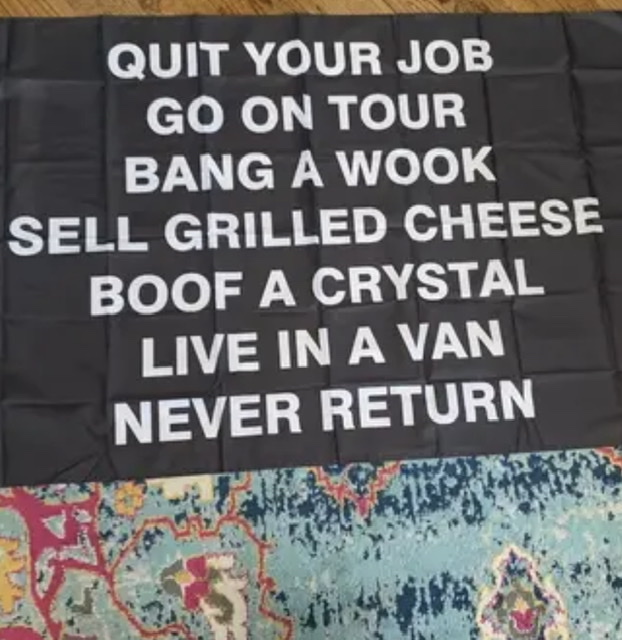 QUIT YOUR JOB
GO ON TOUR
BANG A WOOK
SELL GRILLED CHEESE
BOOF A CRYSTAL
LIVE IN A VAN
NEVER RETURN